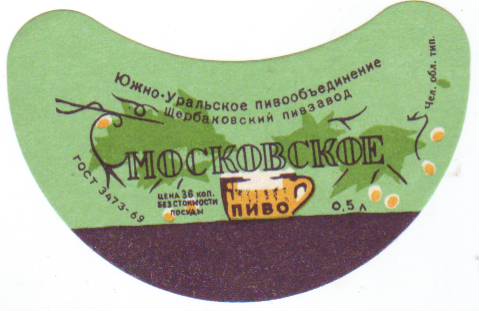 Южно-Уральское пивообъединение
Щербаковский пивзавод
Чел. обл. тип.
МОСКОВСКОЕ
ГОСТ 3473-69
ЦЕНА 36 коп.
БЕЗ СТОИМОСТИ
ПОСУДЫ
ПИВО
0,5 л